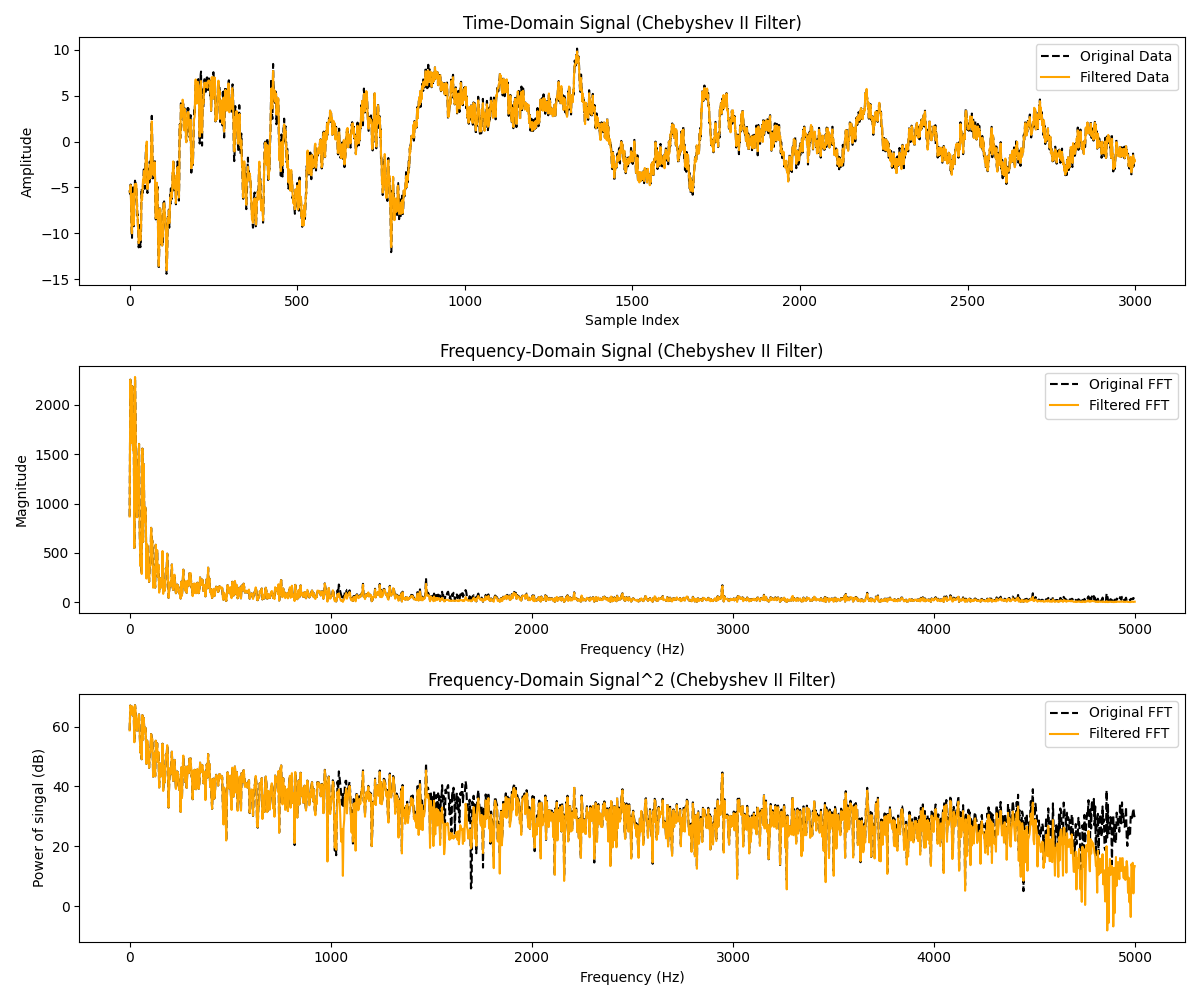 Time-Domain Signal (Chebyshev II Filter)
10
5
0
−5
−10
−15
Amplitude
Original Data
Filtered Data
0 500 1000 1500 2000 2500 3000
Sample Index
Frequency-Domain Signal (Chebyshev II Filter)
2000
1500
1000
500
0
Magnitude
Original FFT
Filtered FFT
0 1000 2000 3000 4000 5000
Frequency (Hz)
Frequency-Domain Signal^2 (Chebyshev II Filter)
60
40
20
0
Power of singal (dB)
Original FFT
Filtered FFT
0 1000 2000 3000 4000 5000
Frequency (Hz)